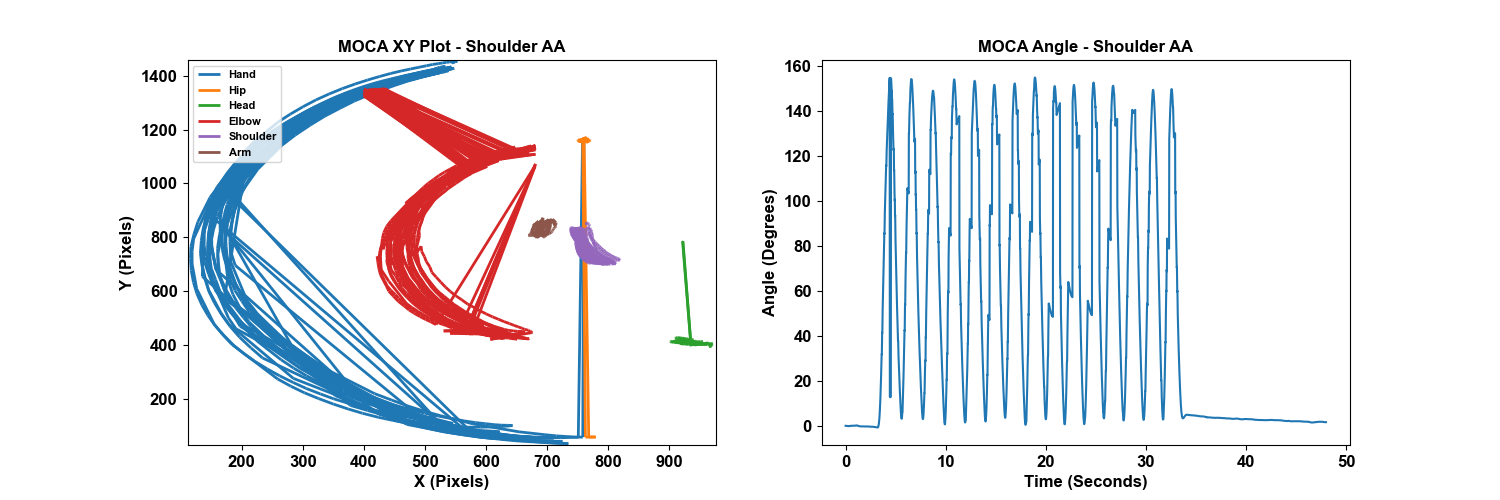 MOCA XY Plot - Shoulder AA
1400
1200
1000
800
600
400
200
Y (Pixels)
Hand
Hip
Head
Elbow
Shoulder
Arm
200 300 400 500 600 700 800 900
X (Pixels)
MOCA Angle - Shoulder AA
160
140
120
100
80
60
40
20
0
Angle (Degrees)
0 10 20 30 40 50
Time (Seconds)